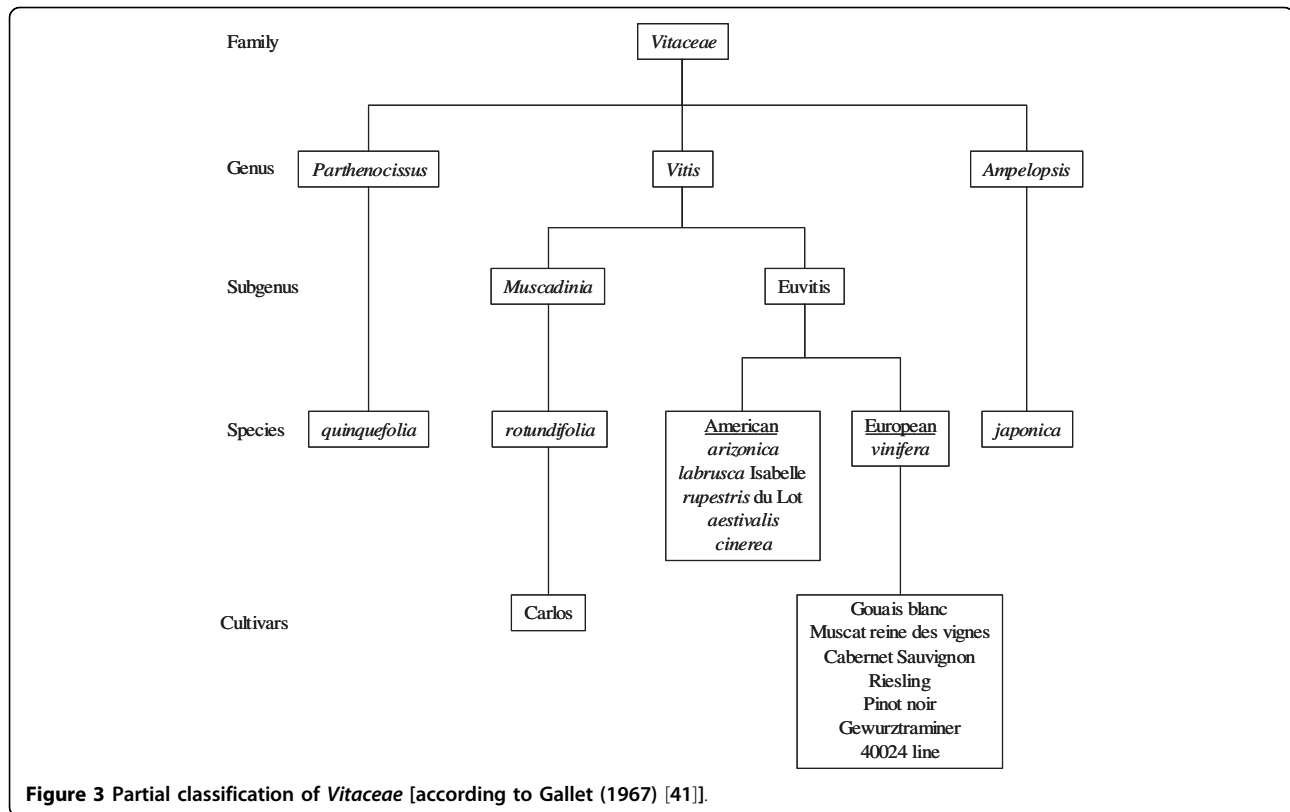 Family
Vitaceae
Genus
Parthenocissus
Vitis
Ampelopsis
Subgenus
Muscadinia
Euvitis
Species
quinquefolia
rotundifolia
American
arizonica
labrusca Isabelle
rupestris du Lot
aestivalis
cinerea
European
vinifera
japonica
Cultivars
Carlos
Gouais blanc
Muscat reine des vignes
Cabernet Sauvignon
Riesling
Pinot noir
Gewurztraminer
40024 line
Figure 3 Partial classification of Vitaceae [according to Gallet (1967) [41]].